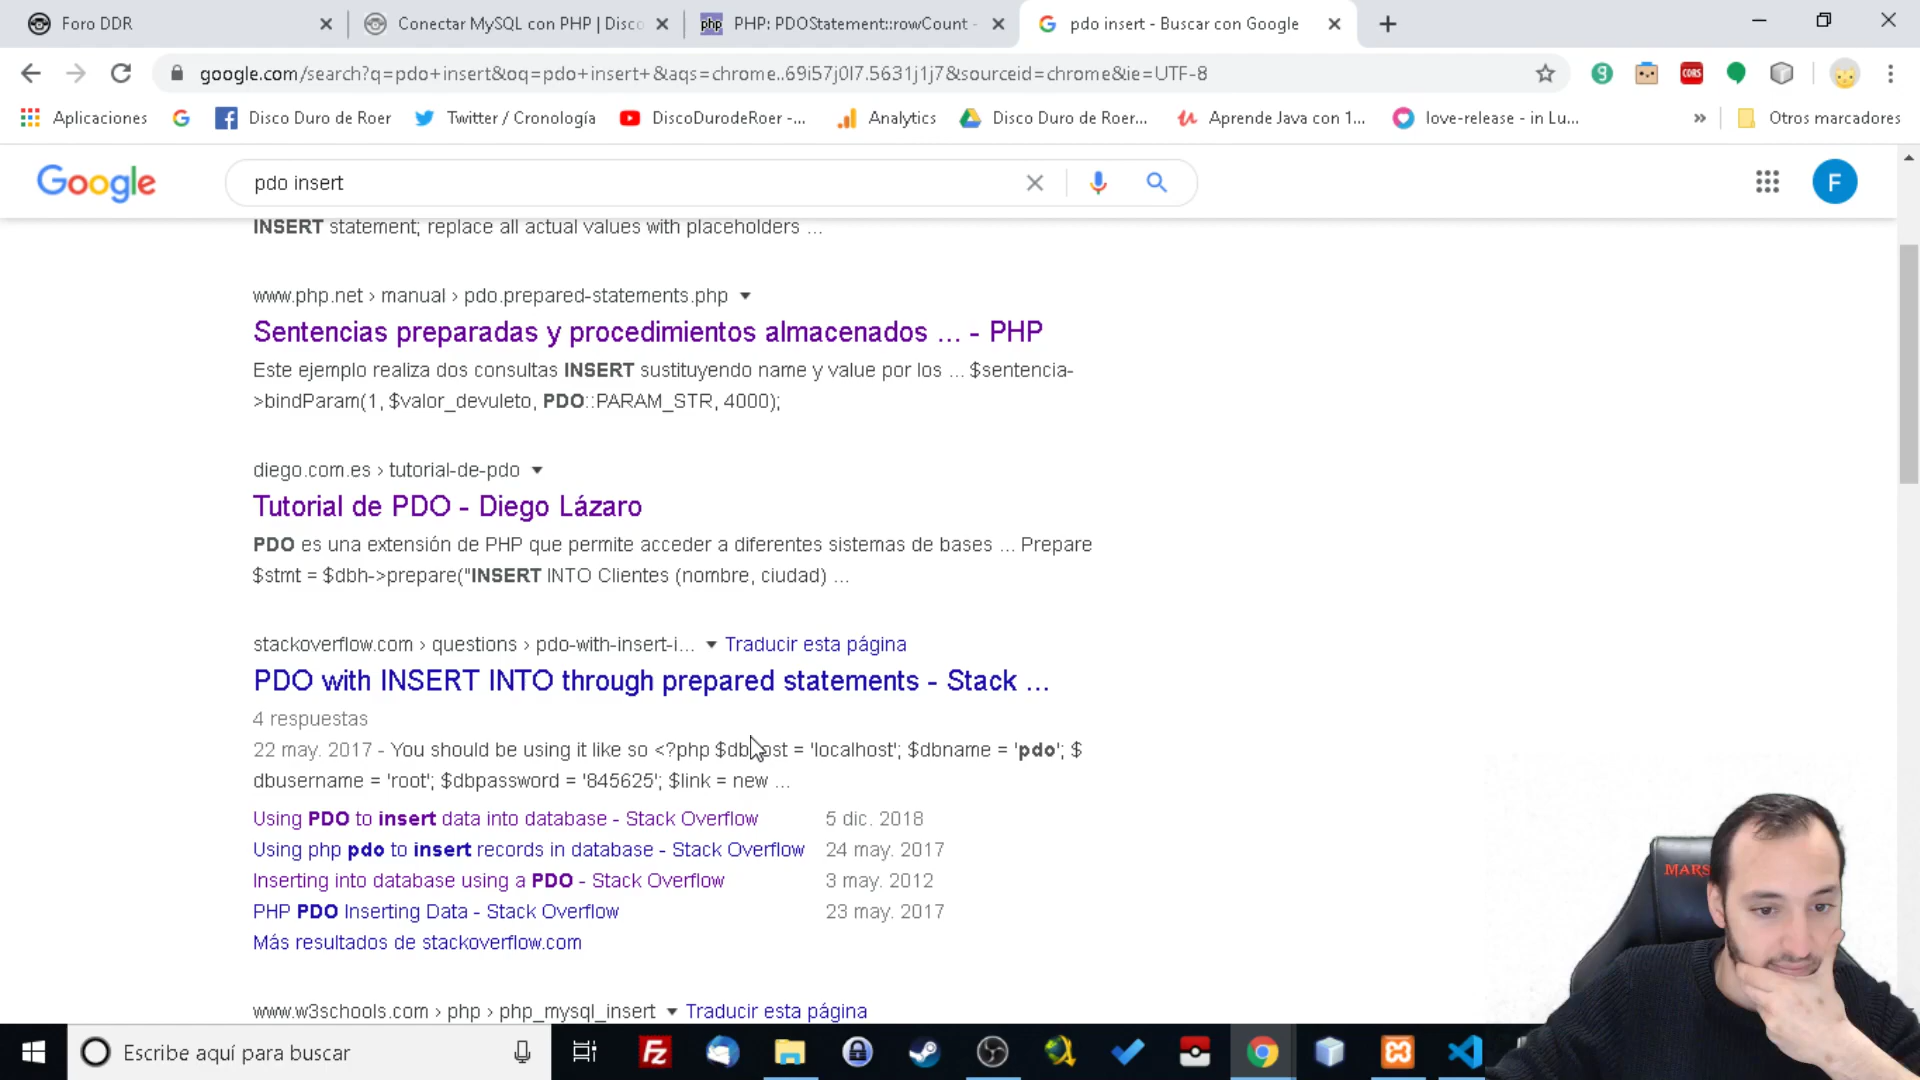 Foro DDR
Conectar MySQL con PHP | Disco
php PHP: PDOStatement::rowCount -
pdo insert - Buscar con Google
google.com/search?q=pdo+insert&oq=pdo+insert+&aqs=chrome..69i57j0l7.5631j1j7&sourceid=chrome&ie=UTF-8
CORS
Aplicaciones
Disco Duro de Roer
Twitter / Cronología
DiscoDurodeRoer -...
Analytics
Disco Duro de Roer...
Aprende Java con 1...
love-release - in Lu...
»
Otros marcadores
Google
pdo insert
F
INSERT statement; replace all actual values with placeholders ...
www.php.net › manual › pdo.prepared-statements.php
Sentencias preparadas y procedimientos almacenados ... - PHP
Este ejemplo realiza dos consultas INSERT sustituyendo name y value por los ... $sentencia-
>bindParam(1, $valor_devuleto, PDO::PARAM_STR, 4000);
diego.com.es › tutorial-de-pdo
Tutorial de PDO - Diego Lázaro
PDO es una extensión de PHP que permite acceder a diferentes sistemas de bases ... Prepare
$stmt = $dbh->prepare("INSERT INTO Clientes (nombre, ciudad) ...
stackoverflow.com › questions › pdo-with-insert-i... Traducir esta página
PDO with INSERT INTO through prepared statements - Stack ...
4 respuestas
22 may. 2017 - You should be using it like so <?php $dbhost = 'localhost'; $dbname = 'pdo'; $
dbusername = 'root'; $dbpassword = '845625'; $link = new ...
Using PDO to insert data into database - Stack Overflow 5 dic. 2018
Using php pdo to insert records in database - Stack Overflow 24 may. 2017
Inserting into database using a PDO - Stack Overflow 3 may. 2012
PHP PDO Inserting Data - Stack Overflow 23 may. 2017
Más resultados de stackoverflow.com
www.w3schools.com › php › php_mysql_insert Traducir esta página
MARS
Escribe aquí para buscar
Fz